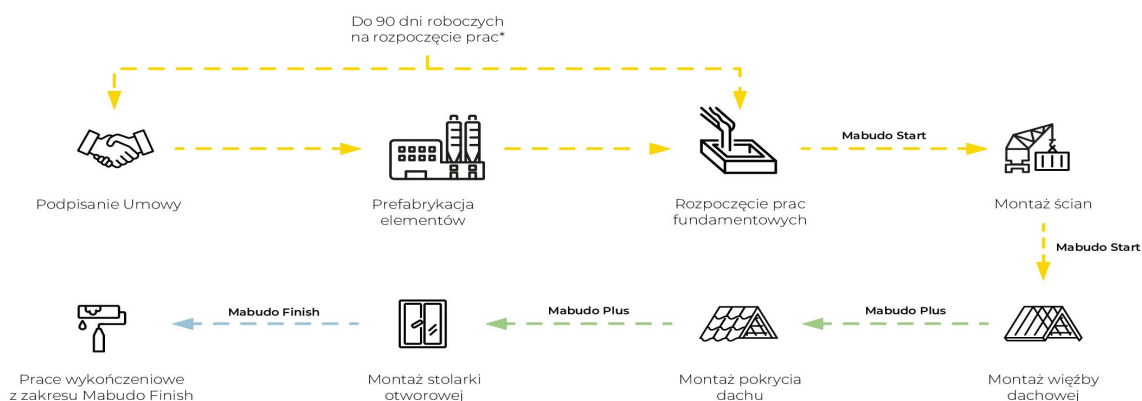 Do 90 dni roboczych
na rozpoczęcie prac*
Mabudo Start
Podpisanie Umowy
Prefabrykacja
elementów
Rozpoczęcie prac
fundamentowych
Montaż ścian
Mabudo Start
Mabudo Plus
Mabudo Plus
Mabudo Finish
Montaż więźby
dachowej
Montaż pokrycia
dachu
Montaż stolarki
otworowej
Prace wykończeniowe
z zakresu Mabudo Finish